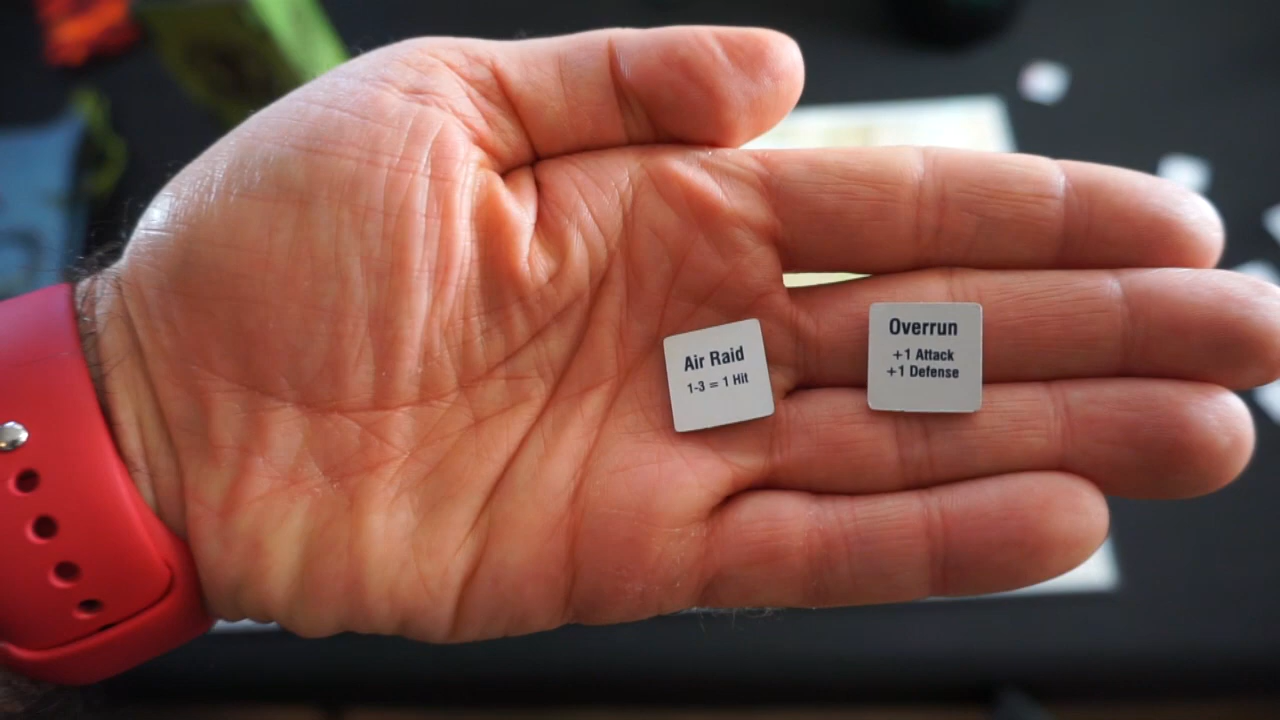 Air Raid
1-3 = 1 Hit
Overrun
+1 Attack
+1 Defense